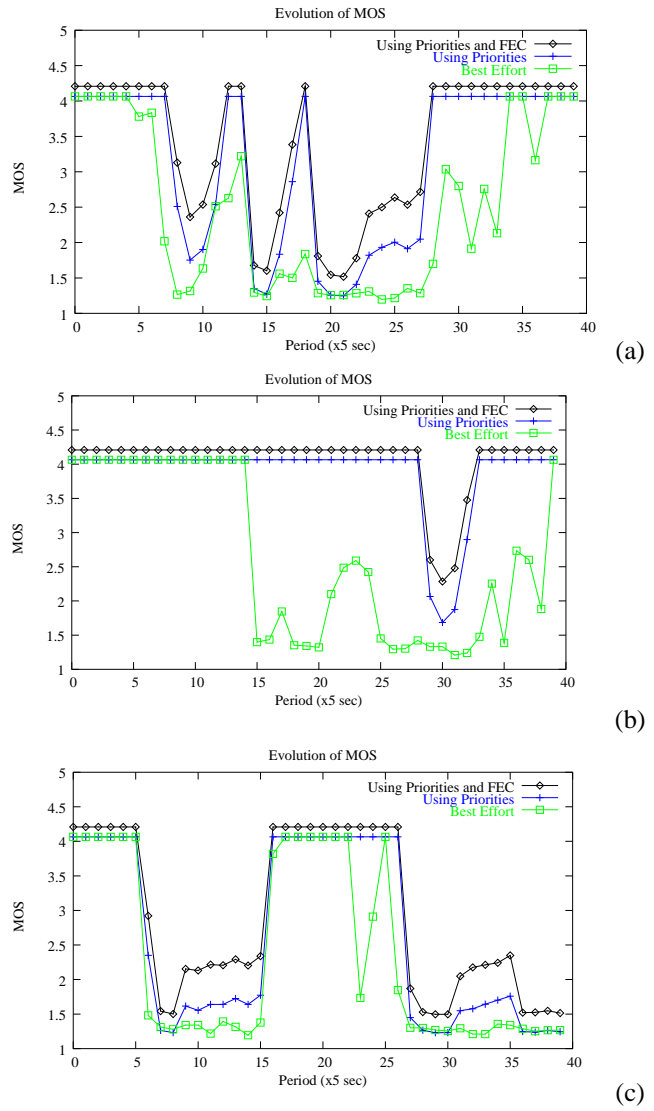 Evolution of MOS
5
Using Priorities and FEC
Using Priorities
4.5
Best Effort
4
3.5
MOS
3
2.5
2
1.5
1
0 5 10 15 20 25 30 35 40
Period (x5 sec)
(a)
Evolution of MOS
5
Using Priorities and FEC
4.5
Using Priorities
Best Effort
4
3.5
MOS
3
2.5
2
1.5
1
0 5 10 15 20 25 30 35 40
Period (x5 sec)
(b)
Evolution of MOS
5
Using Priorities and FEC
4.5
Using Priorities
Best Effort
4
3.5
MOS
3
2.5
2
1.5
1
0 5 10 15 20 25 30 35 40
Period (x5 sec)
(c)